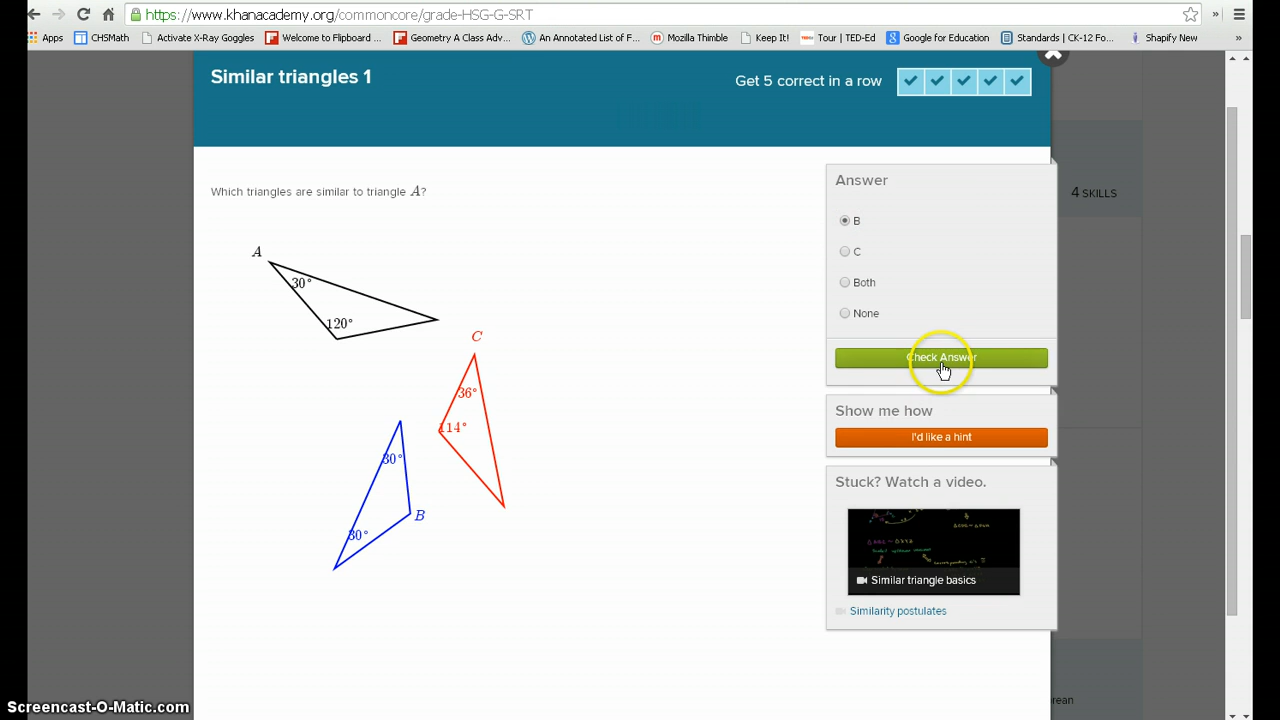 https://www.khanacademy.org/commoncore/grade-HSG-G-SRT
»
Apps CHSMath Activate X-Ray Goggles Welcome to Flipboard ... Geometry A Class Adv... An Annotated List of F... Mozilla Thimble Keep It! Tour | TED-Ed Google for Education Standards | CK-12 Fo... Shapify New »
Similar triangles 1
Get 5 correct in a row
Which triangles are similar to triangle A?
A
30°
120°
C
36°
114°
30°
B
30°
Answer
B
C
Both
None
Check Answer
Show me how
I'd like a hint
Stuck? Watch a video.
Similar triangle basics
Similarity postulates
4 SKILLS
rean
Screencast-O-Matic.com